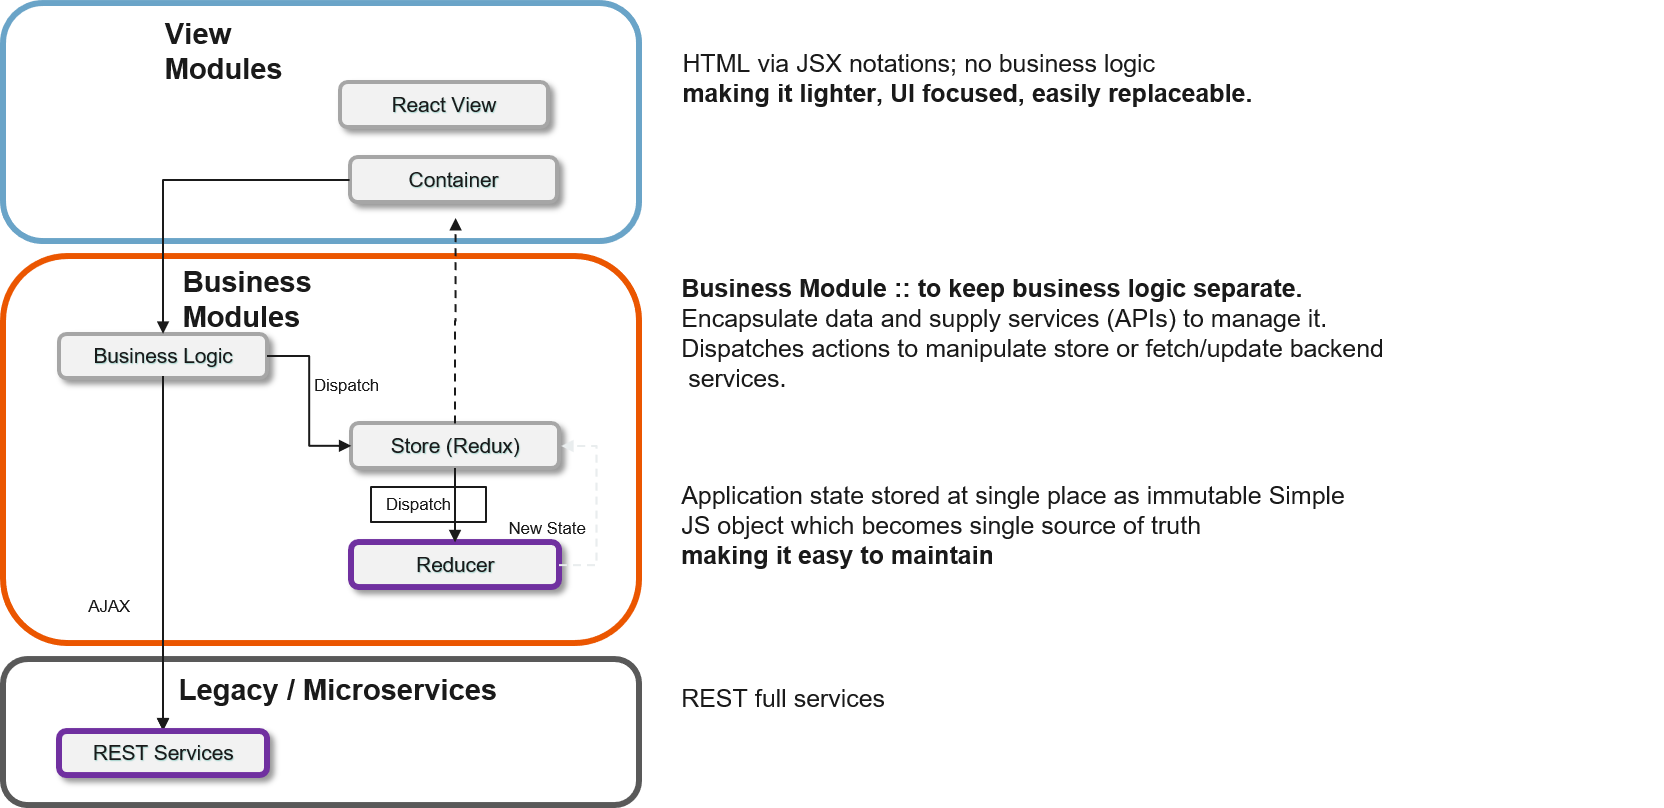 View
Modules
React View
Container
HTML via JSX notations; no business logic
making it lighter, UI focused, easily replaceable.
Business
Modules
Business Logic
Dispatch
Store (Redux)
Dispatch
New State
Reducer
AJAX
Business Module :: to keep business logic separate.
Encapsulate data and supply services (APIs) to manage it.
Dispatches actions to manipulate store or fetch/update backend
services.
Application state stored at single place as immutable Simple
JS object which becomes single source of truth
making it easy to maintain
Legacy / Microservices
REST Services
REST full services